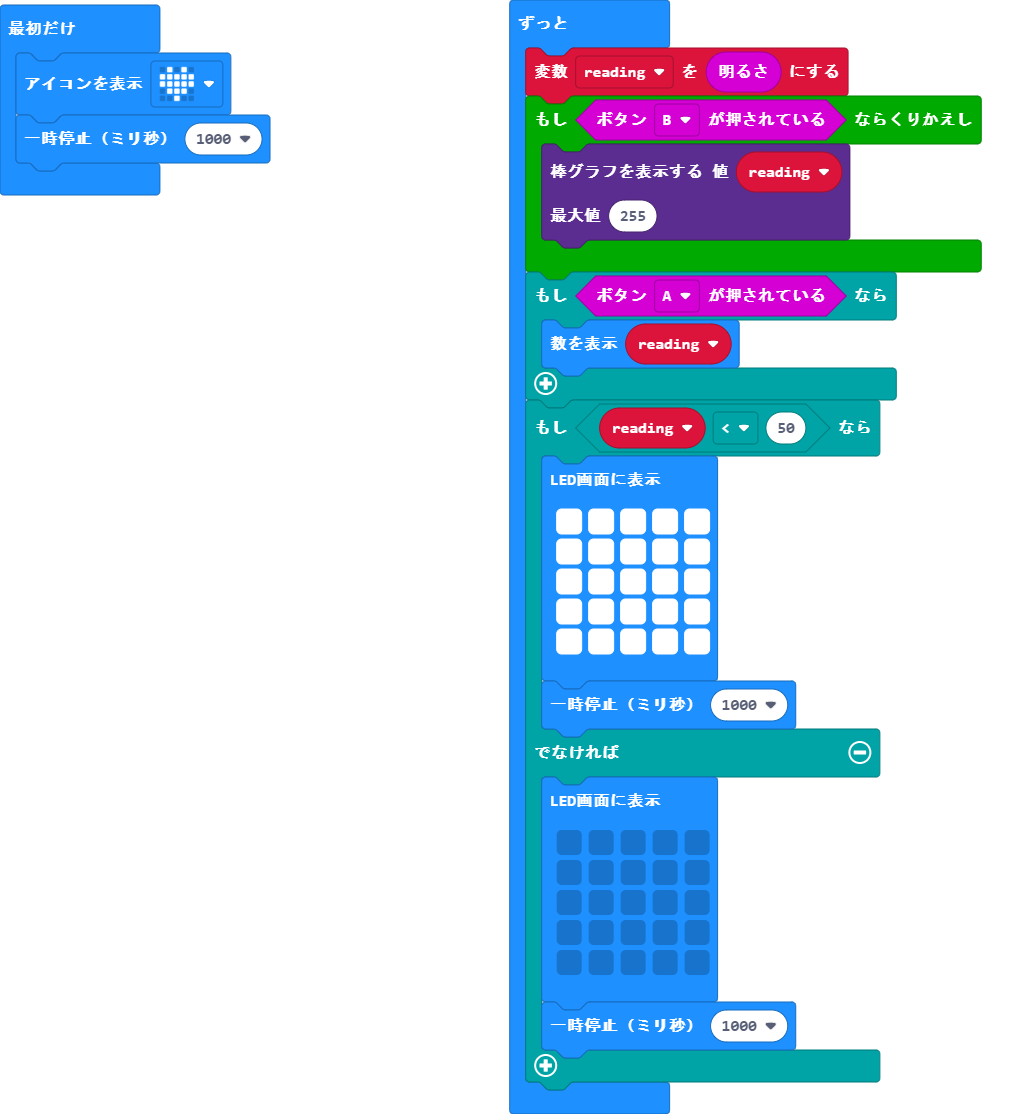 最初だけ
アイコンを表示
一時停止（ミリ秒） 1000
ずっと
変数 reading を 明るさ にする
もし ボタン B が押されている ならくりかえし
棒グラフを表示する 値 reading
最大値 255
もし ボタン A が押されている なら
数を表示 reading
もし reading < 50 なら
LED画面に表示
一時停止（ミリ秒） 1000
でなければ
LED画面に表示
一時停止（ミリ秒） 1000